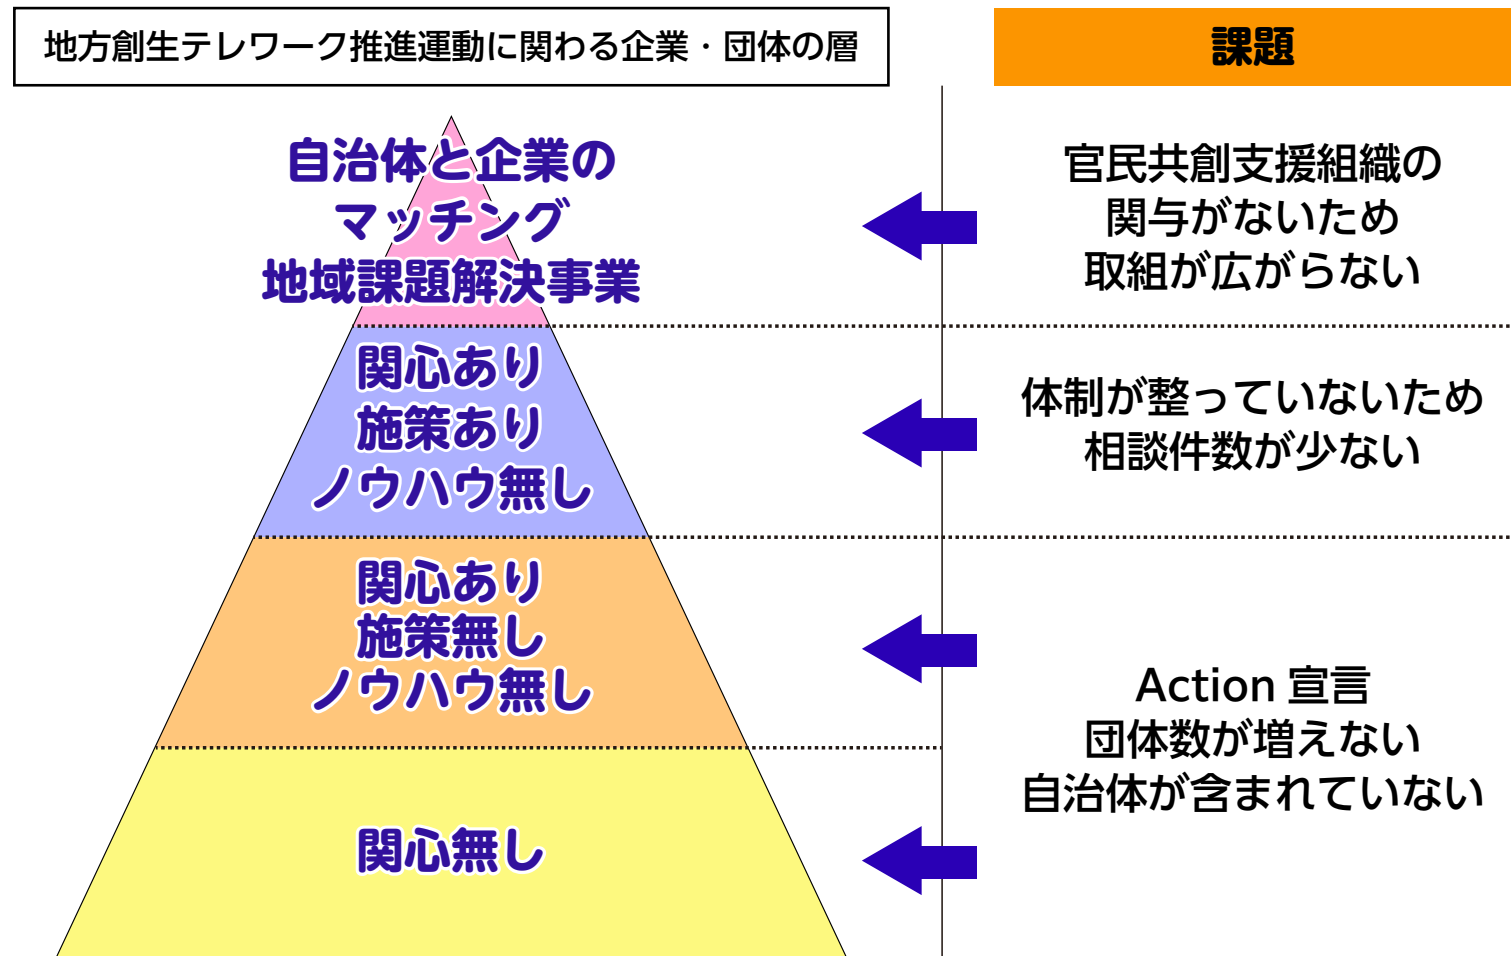 地方創生テレワーク推進運動に関わる企業・団体の層
課題
自治体と企業の
マッチング
地域課題解決事業
官民共創支援組織の
関与がないため
取組が広がらない
関心あり
施策あり
ノウハウ無し
体制が整っていないため
相談件数が少ない
関心あり
施策無し
ノウハウ無し
Action 宣言
団体数が増えない
自治体が含まれていない
関心無し